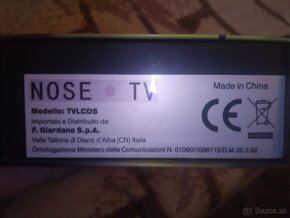 NOSE • TV
Made in China
Modello: TVLCD5
Importato e Distribuito da:
F. Giordano S.p.A.
Valle Talloria di Diano d'Alba (CN) Italia
Omologazione Ministero delle Comunicazioni N. 010607/098715/D.M.26.3.92
CE
bazar.sk